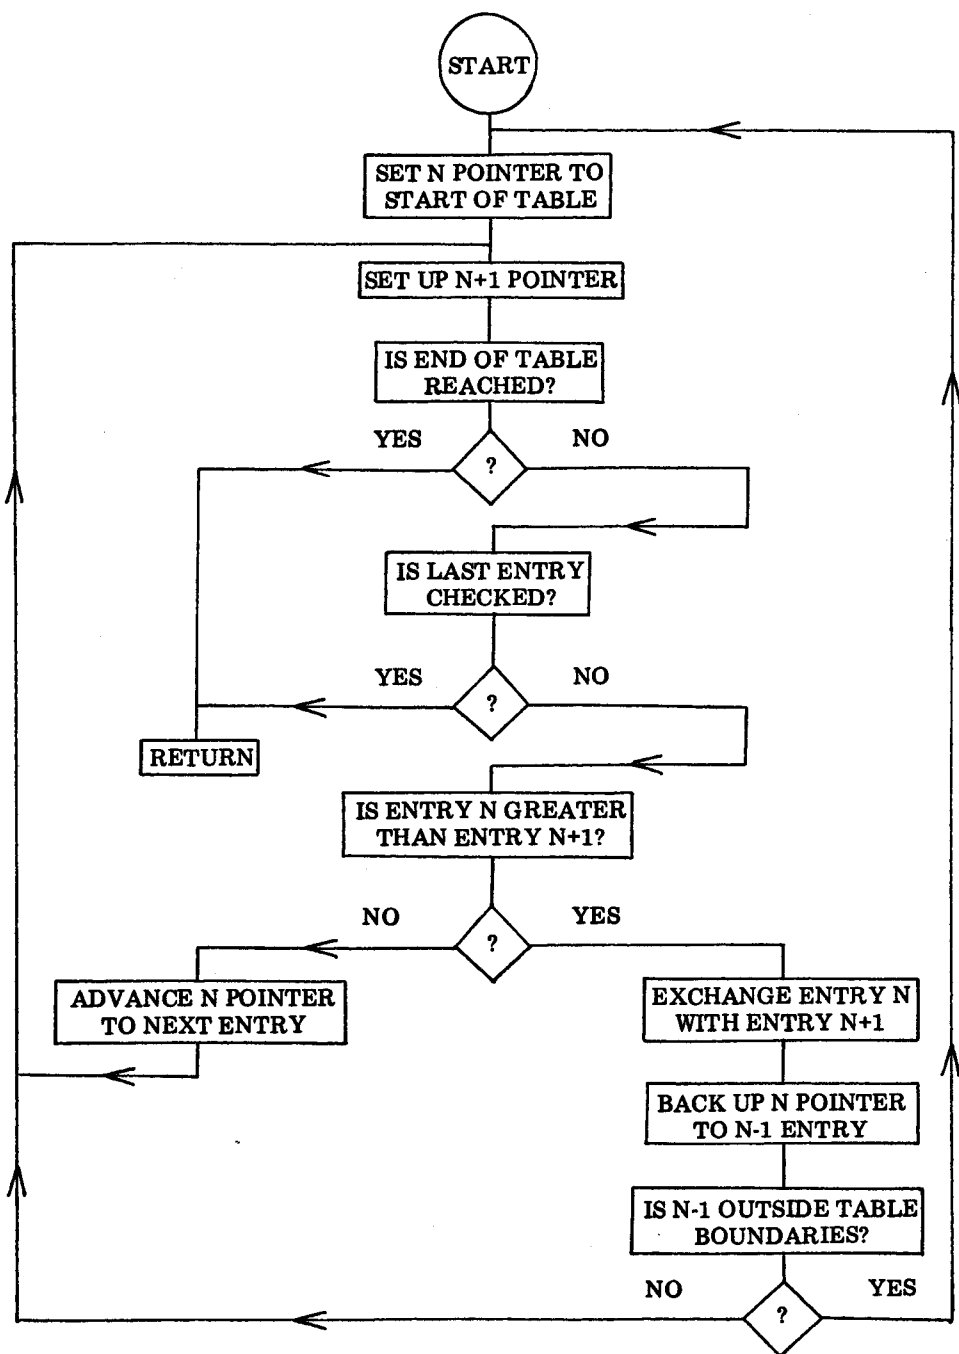 START
SET N POINTER TO
START OF TABLE
SET UP N+1 POINTER
IS END OF TABLE
REACHED?
YES
NO
?
IS LAST ENTRY
CHECKED?
YES
NO
?
RETURN
IS ENTRY N GREATER
THAN ENTRY N+1?
NO
YES
?
ADVANCE N POINTER
TO NEXT ENTRY
EXCHANGE ENTRY N
WITH ENTRY N+1
BACK UP N POINTER
TO N-1 ENTRY
IS N-1 OUTSIDE TABLE
BOUNDARIES?
NO
YES
?